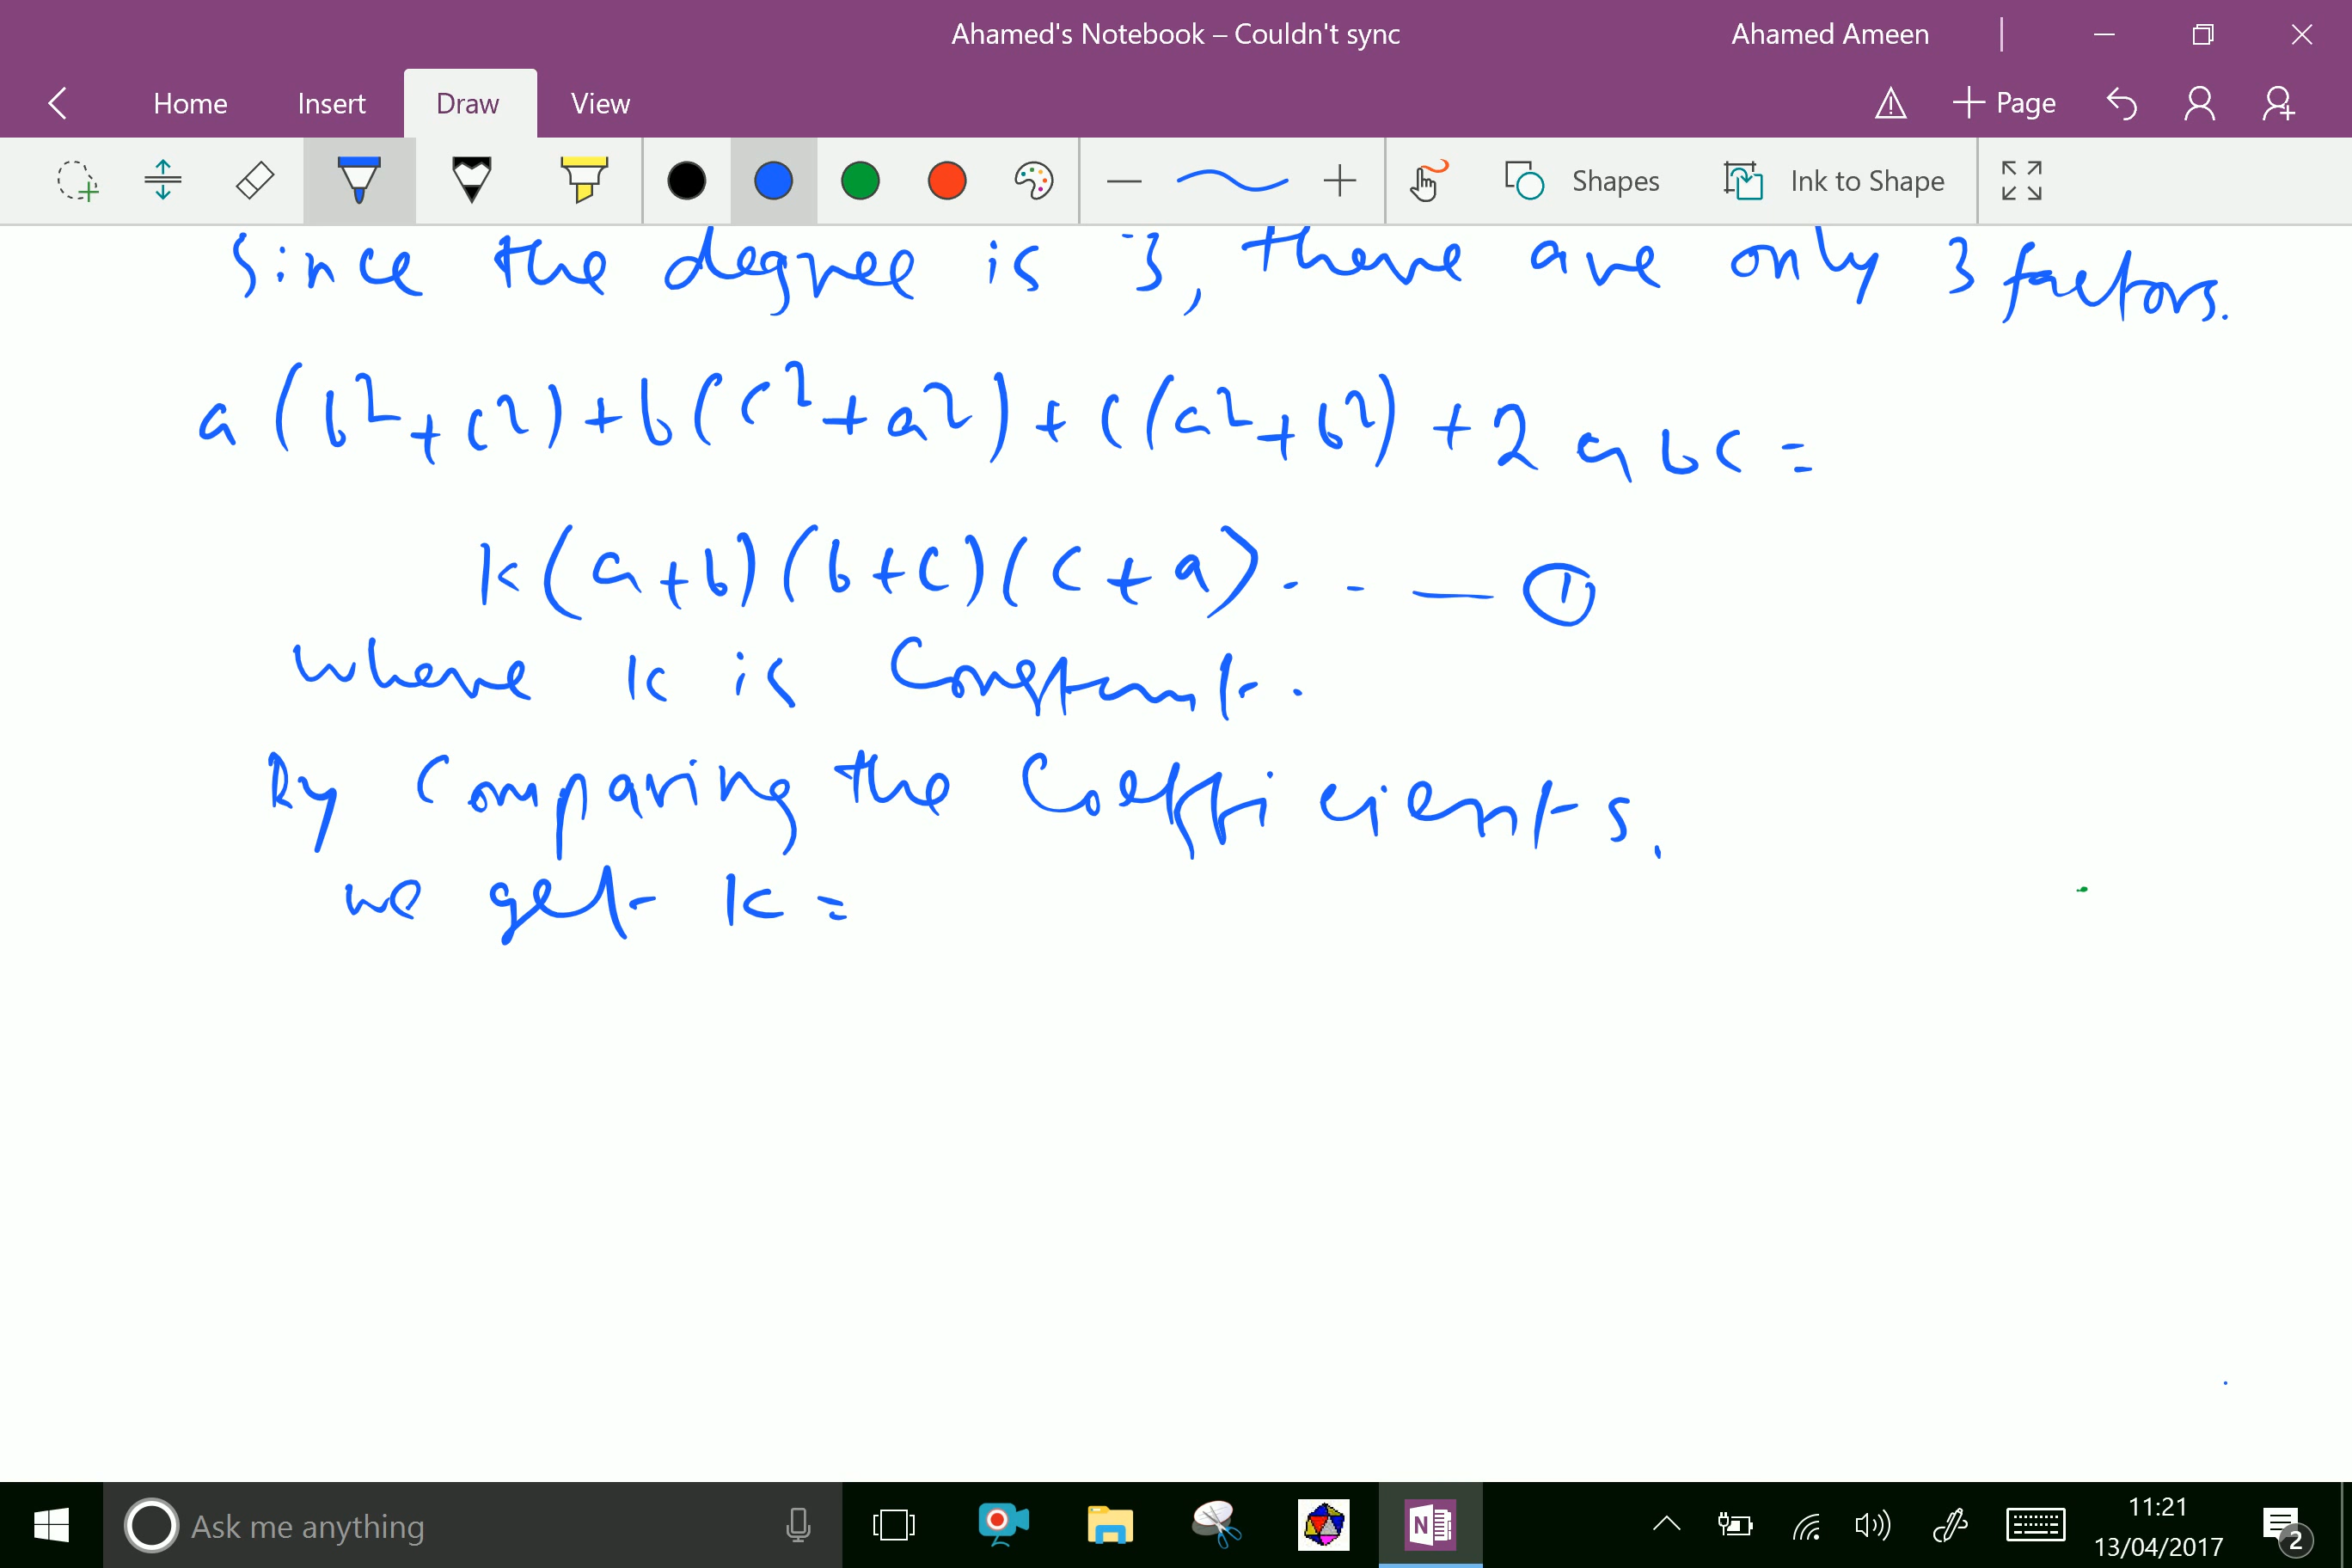 Ahamed's Notebook – Couldn't sync
Ahamed Ameen
Home Insert Draw View
Page
Shapes Ink to Shape
Since the degree is 3, there are only 3 factors.
a(b²+c²)+b(c²+a²)+c(a²+b²)+2abc=
k(a+b)(b+c)(c+a)-- — ①
where k is Constant.
By Comparing the Coefficients,
we get k=
Ask me anything
N
11:21
13/04/2017
2